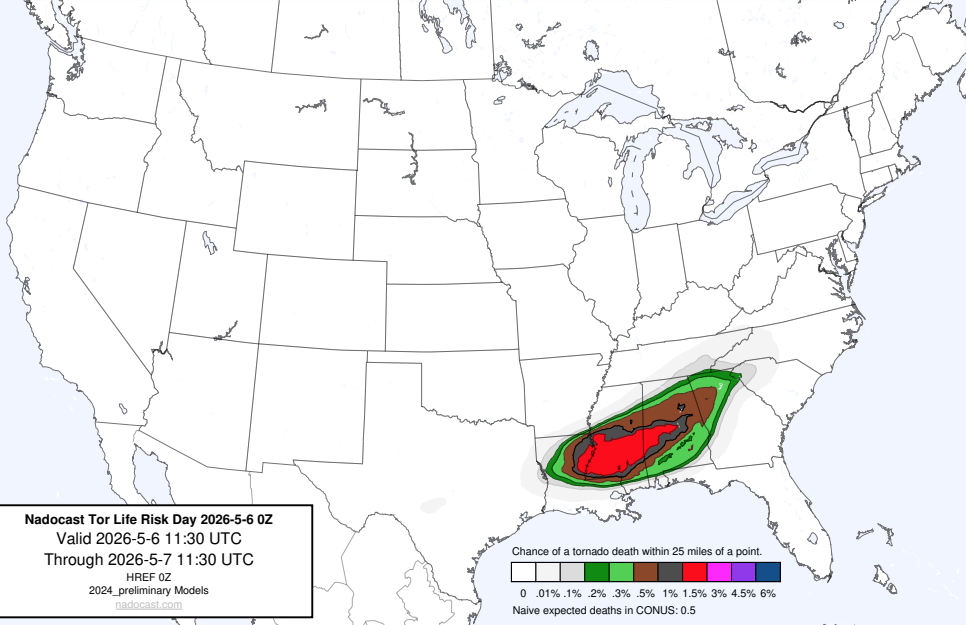 3
Nadocast Tor Life Risk Day 2026-5-6 0Z
Valid 2026-5-6 11:30 UTC
Through 2026-5-7 11:30 UTC
HREF 0Z
2024_preliminary Models
nadocast.com
Chance of a tornado death within 25 miles of a point.
0 .01% .1% .2% .3% .5% 1% 1.5% 3% 4.5% 6%
Naive expected deaths in CONUS: 0.5